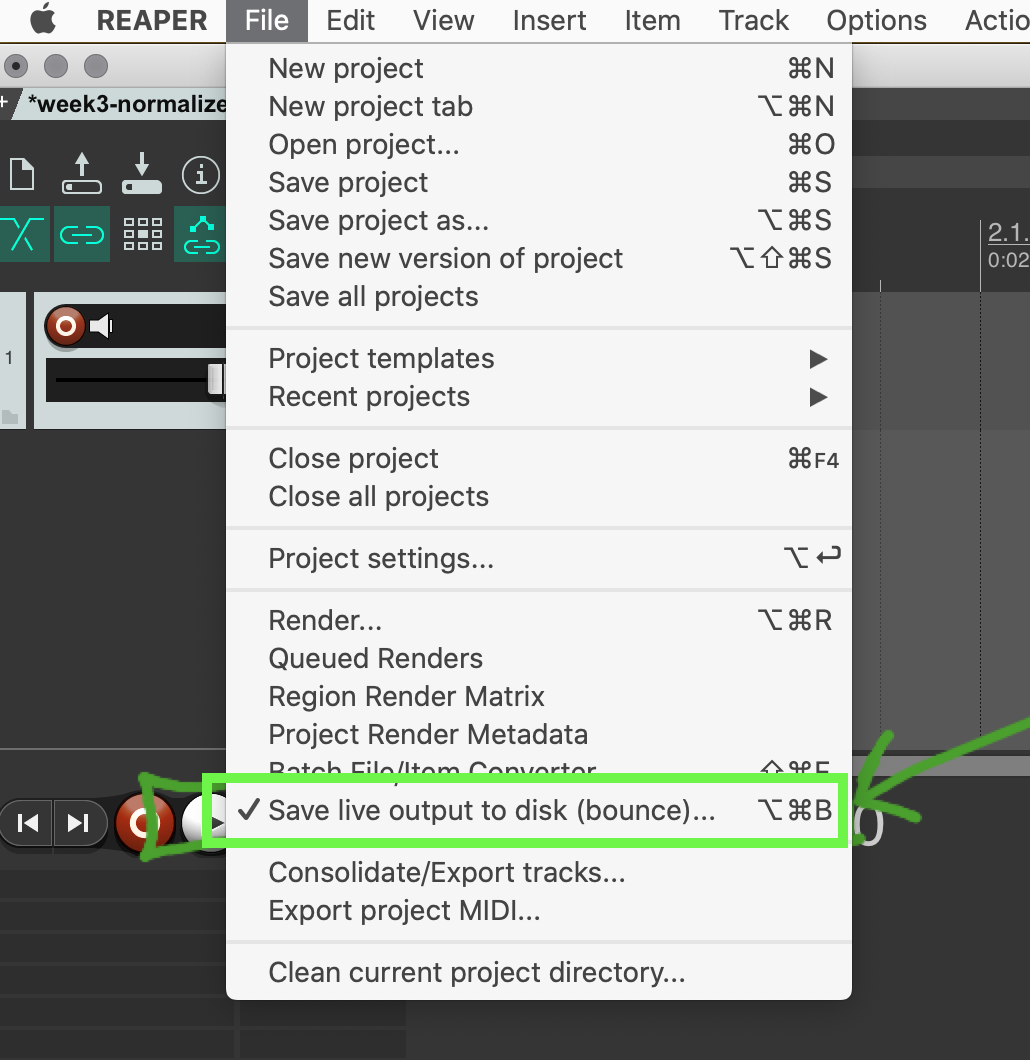 REAPER File Edit View Insert Item Track Options Actio
+ *week3-normalize
New project ⌘N
New project tab ⌥⌘N
Open project... ⌘O
Save project ⌘S
Save project as... ⌥⌘S
Save new version of project ⌥⇧⌘S
Save all projects
2.1.
0:02
1
Project templates ▶
Recent projects ▶
Close project ⌘F4
Close all projects
Project settings... ⌥↩
Render... ⌥⌘R
Queued Renders
Region Render Matrix
Project Render Metadata
Batch File/Item Converter ⇧⌘F
✓ Save live output to disk (bounce)... ⌥⌘B
0
Consolidate/Export tracks...
Export project MIDI...
Clean current project directory...